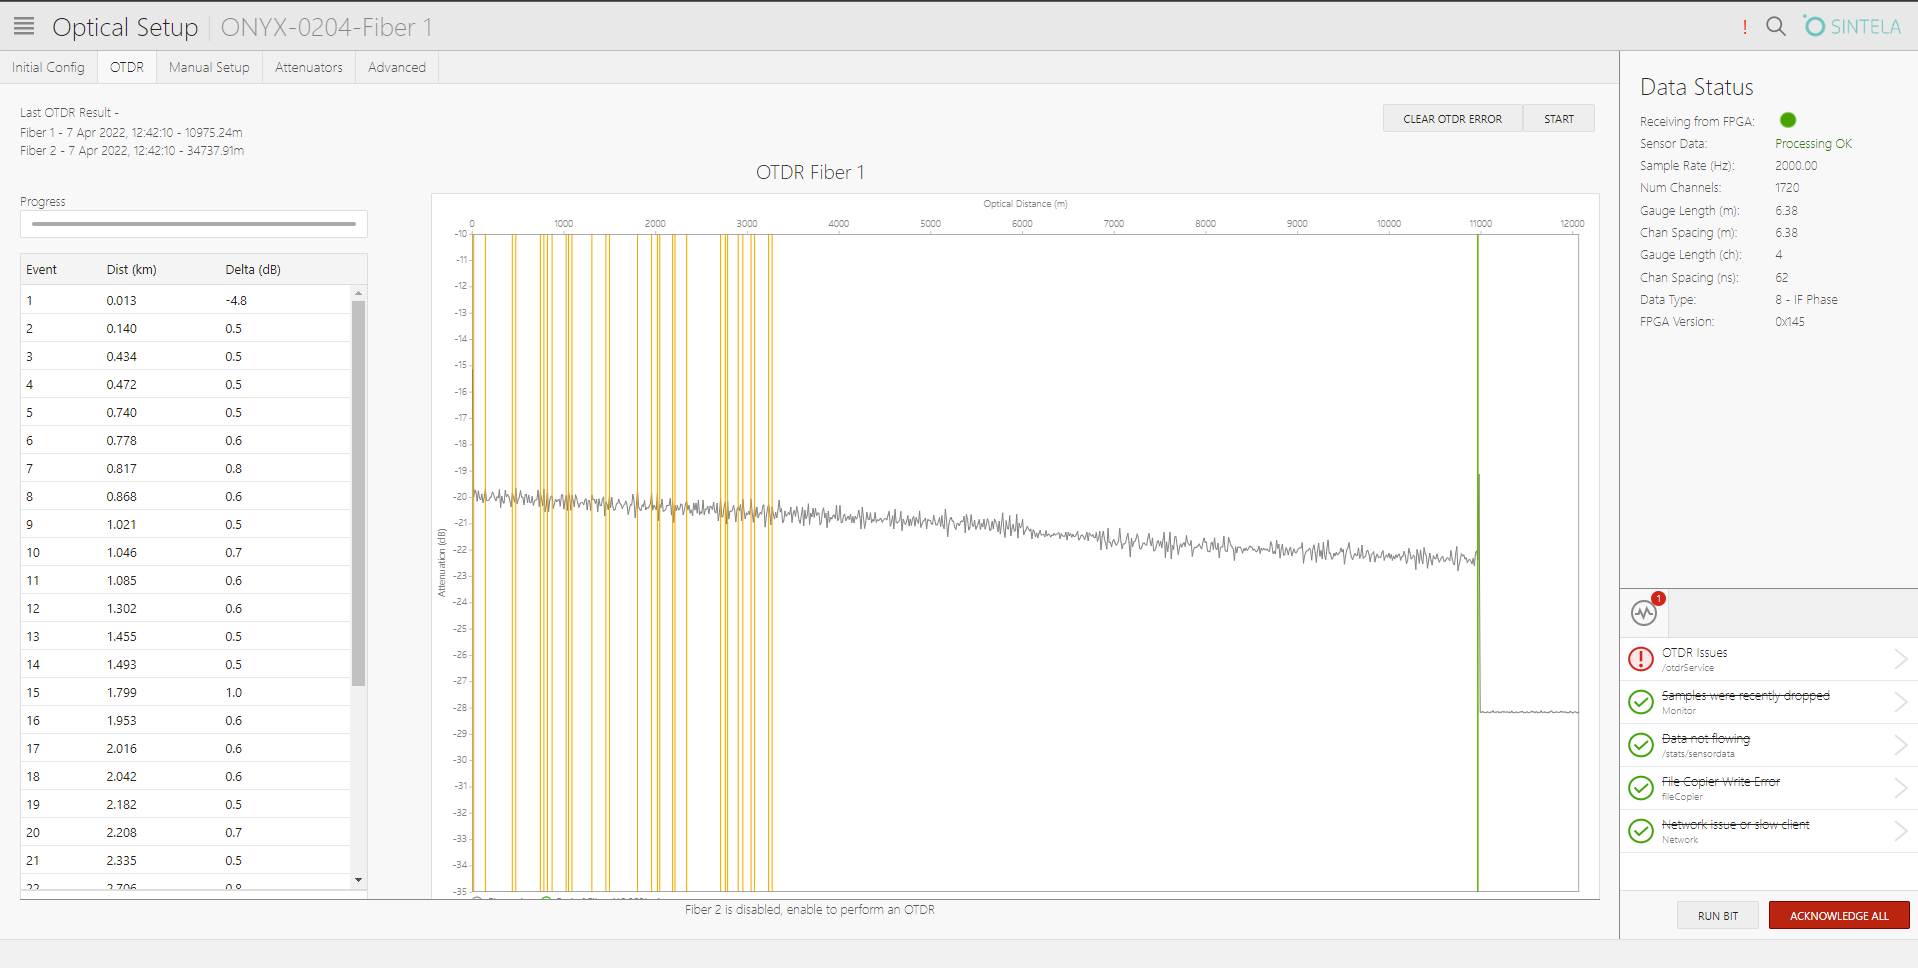 Optical Setup ONYX-0204-Fiber 1
! SINTELA
Initial Config OTDR Manual Setup Attenuators Advanced
Last OTDR Result -
Fiber 1 - 7 Apr 2022, 12:42:10 - 10975.24m
Fiber 2 - 7 Apr 2022, 12:42:10 - 34737.91m
CLEAR OTDR ERROR START
Progress
Event Dist (km) Delta (dB)
1 0.013 -4.8
2 0.140 0.5
3 0.434 0.5
4 0.472 0.5
5 0.740 0.5
6 0.778 0.6
7 0.817 0.8
8 0.868 0.6
9 1.021 0.5
10 1.046 0.7
11 1.085 0.6
12 1.302 0.6
13 1.455 0.5
14 1.493 0.5
15 1.799 1.0
16 1.953 0.6
17 2.016 0.6
18 2.042 0.6
19 2.182 0.5
20 2.208 0.7
21 2.335 0.5
22 2.706 0.8
OTDR Fiber 1
Optical Distance (m)
0 1000 2000 3000 4000 5000 6000 7000 8000 9000 10000 11000 12000
Attenuation (dB)
-10
-11
-12
-13
-14
-15
-16
-17
-18
-19
-20
-21
-22
-23
-24
-25
-26
-27
-28
-29
-30
-31
-32
-33
-34
-35
Fiber 2 is disabled, enable to perform an OTDR
Data Status
Receiving from FPGA:
Sensor Data: Processing OK
Sample Rate (Hz): 2000.00
Num Channels: 1720
Gauge Length (m): 6.38
Chan Spacing (m): 6.38
Gauge Length (ch): 4
Chan Spacing (ns): 62
Data Type: 8 - IF Phase
FPGA Version: 0x145
1
OTDR Issues
/otdrService
Samples were recently dropped
Monitor
Data not flowing
/stats/sensordata
File Copier Write Error
fileCopier
Network issue or slow client
Network
RUN BIT ACKNOWLEDGE ALL